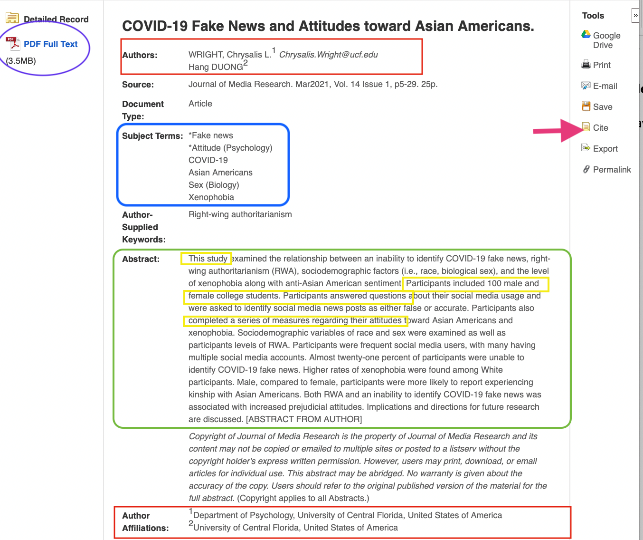 Detailed Record
PDF Full Text
(3.5MB)
COVID-19 Fake News and Attitudes toward Asian Americans.
Authors: WRIGHT, Chrysalis L.1 Chrysalis.Wright@ucf.edu
Hang DUONG2
Source: Journal of Media Research. Mar2021, Vol. 14 Issue 1, p5-29. 25p.
Document Type: Article
Subject Terms: *Fake news
*Attitude (Psychology)
COVID-19
Asian Americans
Sex (Biology)
Xenophobia
Author-Supplied Keywords: Right-wing authoritarianism
Abstract: This study examined the relationship between an inability to identify COVID-19 fake news, right-
wing authoritarianism (RWA), sociodemographic factors (i.e., race, biological sex), and the level
of xenophobia along with anti-Asian American sentiment. Participants included 100 male and
female college students. Participants answered questions about their social media usage and
were asked to identify social media news posts as either false or accurate. Participants also
completed a series of measures regarding their attitudes toward Asian Americans and
xenophobia. Sociodemographic variables of race and sex were examined as well as
participants levels of RWA. Participants were frequent social media users, with many having
multiple social media accounts. Almost twenty-one percent of participants were unable to
identify COVID-19 fake news. Higher rates of xenophobia were found among White
participants. Male, compared to female, participants were more likely to report experiencing
kinship with Asian Americans. Both RWA and an inability to identify COVID-19 fake news was
associated with increased prejudicial attitudes. Implications and directions for future research
are discussed. [ABSTRACT FROM AUTHOR]
Copyright of Journal of Media Research is the property of Journal of Media Research and its
content may not be copied or emailed to multiple sites or posted to a listserv without the
copyright holder's express written permission. However, users may print, download, or email
articles for individual use. This abstract may be abridged. No warranty is given about the
accuracy of the copy. Users should refer to the original published version of the material for the
full abstract. (Copyright applies to all Abstracts.)
Author Affiliations: 1Department of Psychology, University of Central Florida, United States of America
2University of Central Florida, United States of America
Tools
»
Google
Drive
Print
E-mail
Save
Cite
Export
Permalink